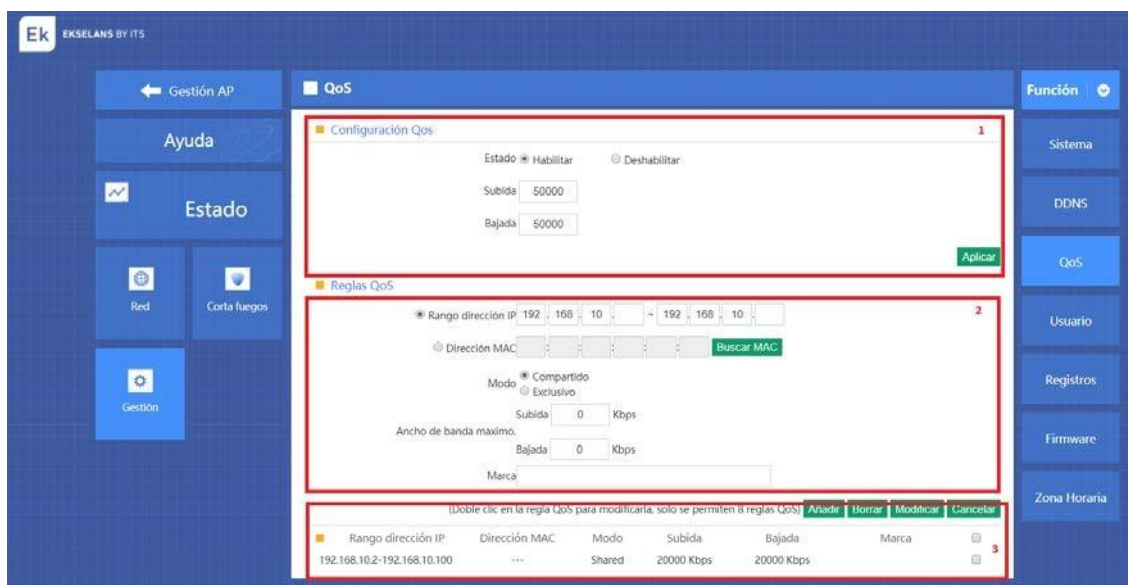 Ek EKSELANS BY ITS
Gestión AP
Ayuda
Estado
Red
Corta fuegos
Gestión
QoS
Configuración Qos
1
Estado Habilitar Deshabilitar
Subida 50000
Bajada 50000
Aplicar
Reglas QoS
2
Rango dirección IP 192 . 168 . 10 . ~ 192 . 168 . 10 .
Dirección MAC : : : : : Buscar MAC
Modo Compartido
Exclusivo
Ancho de banda maximo.
Subida 0 Kbps
Bajada 0 Kbps
Marca
(Doble clic en la regla QoS para modificarla, solo se permiten 8 reglas QoS) Añadir Borrar Modificar Cancelar
Rango dirección IP Dirección MAC Modo Subida Bajada Marca
192.168.10.2-192.168.10.100 --- Shared 20000 Kbps 20000 Kbps
3
Función
Sistema
DDNS
QoS
Usuario
Registros
Firmware
Zona Horaria